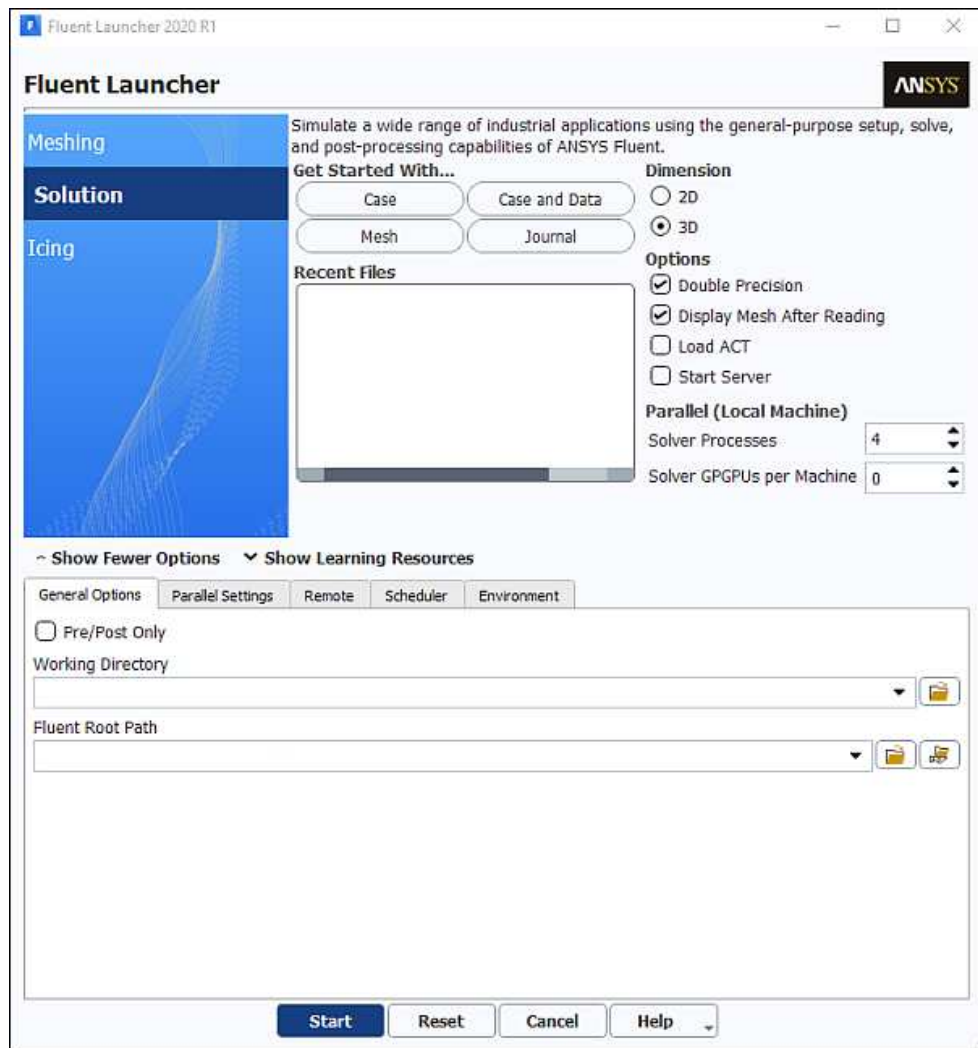 Fluent Launcher 2020 R1
Fluent Launcher
ANSYS
Meshing
Solution
Icing
Simulate a wide range of industrial applications using the general-purpose setup, solve,
and post-processing capabilities of ANSYS Fluent.
Get Started With...
Case
Case and Data
Mesh
Journal
Recent Files
Dimension
2D
3D
Options
Double Precision
Display Mesh After Reading
Load ACT
Start Server
Parallel (Local Machine)
Solver Processes 4
Solver GPGPUs per Machine 0
Show Fewer Options
Show Learning Resources
General Options
Parallel Settings
Remote
Scheduler
Environment
Pre/Post Only
Working Directory
Fluent Root Path
Start
Reset
Cancel
Help